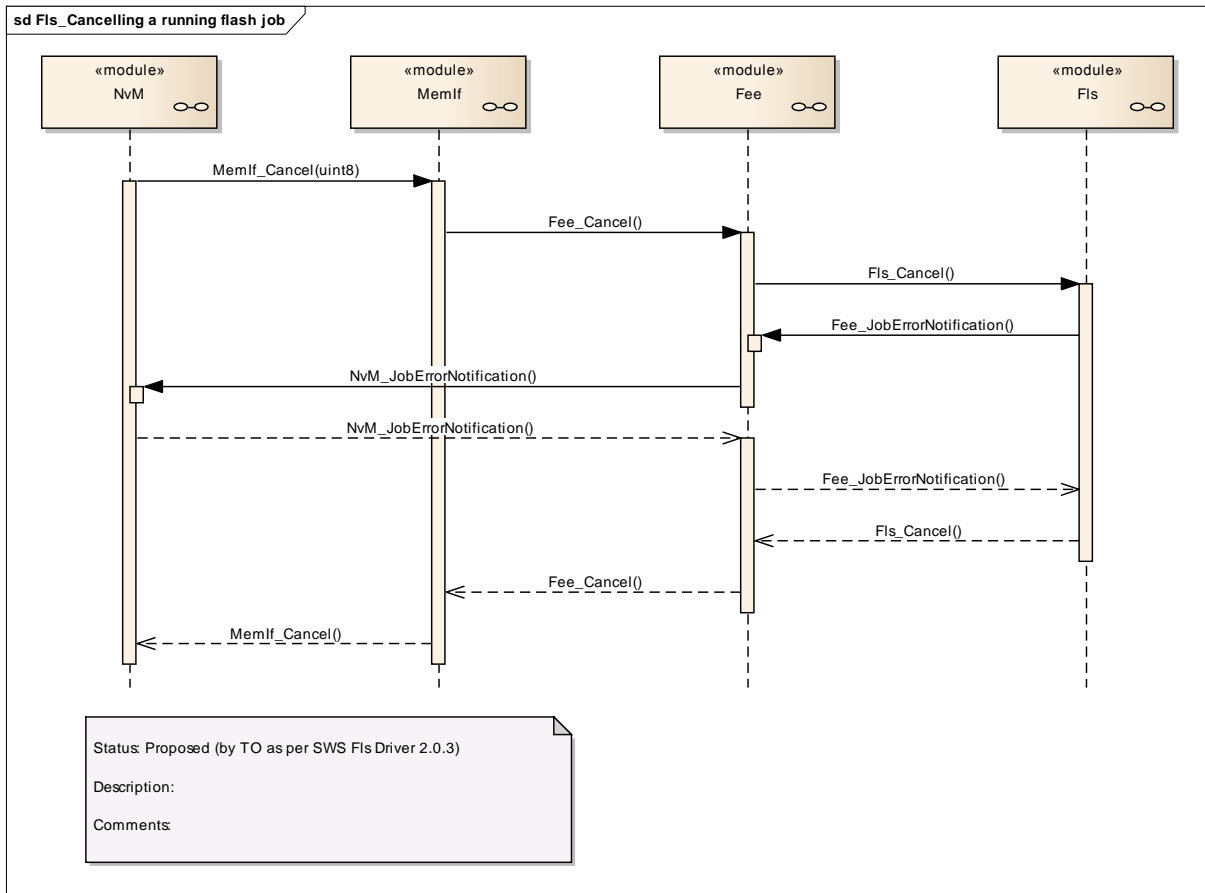 sd Fls_Cancelling a running flash job
«module»
NvM
«module»
MemIf
«module»
Fee
«module»
Fls
MemIf_Cancel(uint8)
Fee_Cancel()
Fls_Cancel()
Fee_JobErrorNotification()
NvM_JobErrorNotification()
NvM_JobErrorNotification()
Fee_JobErrorNotification()
Fls_Cancel()
Fee_Cancel()
MemIf_Cancel()
Status: Proposed (by TO as per SWS Fls Driver 2.0.3)
Description:
Comments: